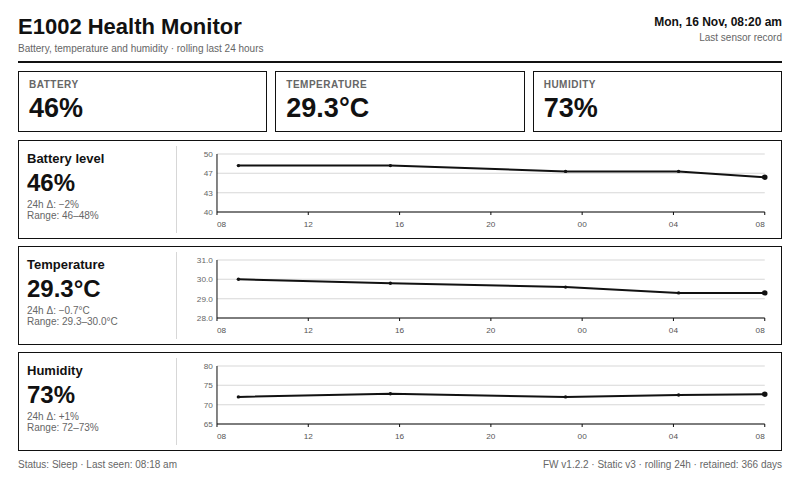 E1002 Health Monitor
Mon, 16 Nov, 08:20 am
Battery, temperature and humidity · rolling last 24 hours
Last sensor record
BATTERY
46%
TEMPERATURE
29.3°C
HUMIDITY
73%
Battery level
46%
24h Δ: −2%
Range: 46–48%
50
47
43
40
08 12 16 20 00 04 08
Temperature
29.3°C
24h Δ: −0.7°C
Range: 29.3–30.0°C
31.0
30.0
29.0
28.0
08 12 16 20 00 04 08
Humidity
73%
24h Δ: +1%
Range: 72–73%
80
75
70
65
08 12 16 20 00 04 08
Status: Sleep · Last seen: 08:18 am
FW v1.2.2 · Static v3 · rolling 24h · retained: 366 days